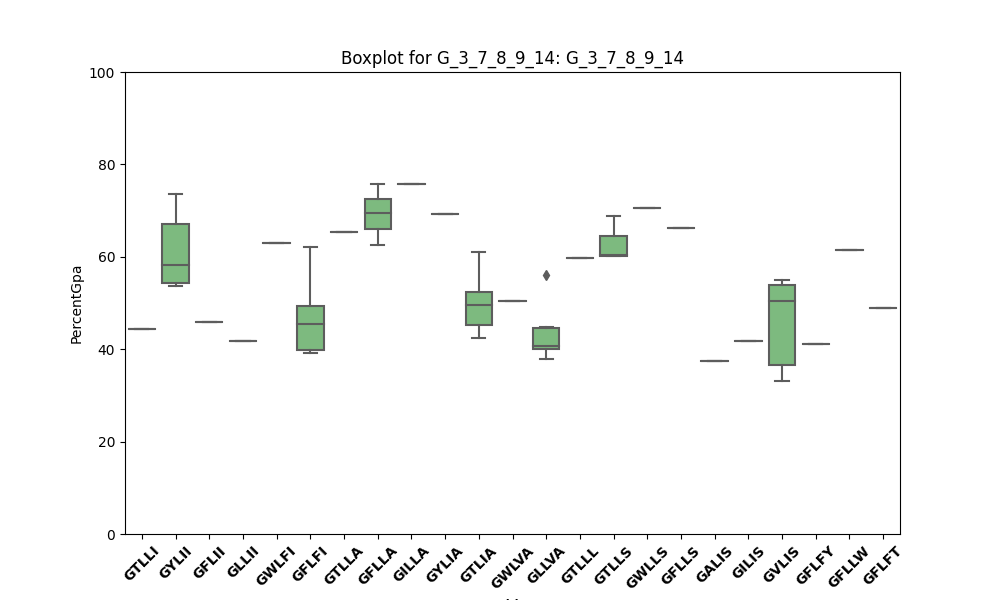 Boxplot for G_3_7_8_9_14: G_3_7_8_9_14
PercentGpa
100
80
60
40
20
0
GTLLI GYLII GFLII GLLII GWLFI GFLFI GTLLA GFLLA GILLA GYLIA GTLIA GWLVA GLLVA GTLLL GTLLS GWLLS GFLLS GALIS GILIS GVLIS GFLFY GFLLW GFLFT